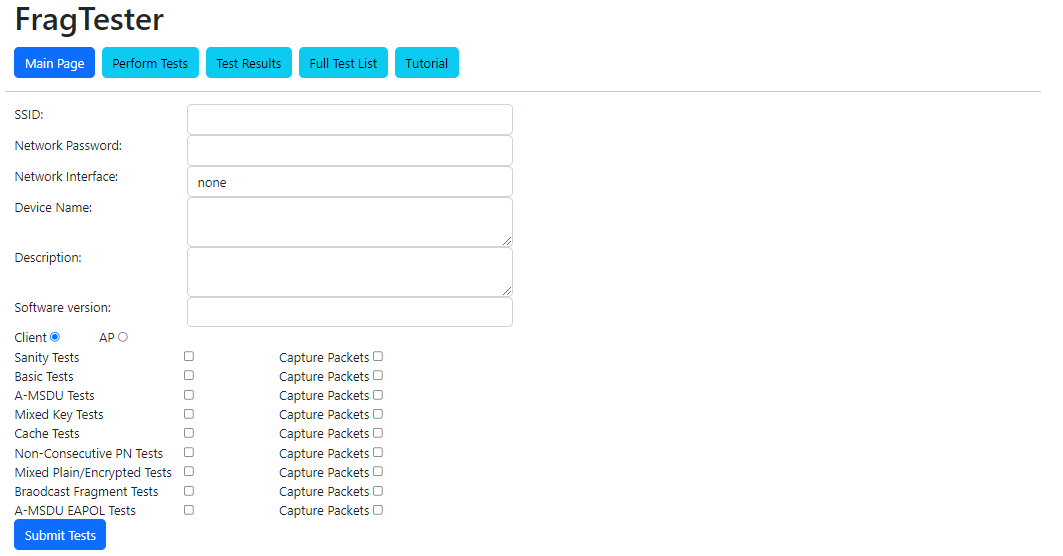 FragTester
Main Page Perform Tests Test Results Full Test List Tutorial
SSID:
Network Password:
Network Interface: none
Device Name:
Description:
Software version:
Client AP
Sanity Tests Capture Packets
Basic Tests Capture Packets
A-MSDU Tests Capture Packets
Mixed Key Tests Capture Packets
Cache Tests Capture Packets
Non-Consecutive PN Tests Capture Packets
Mixed Plain/Encrypted Tests Capture Packets
Braodcast Fragment Tests Capture Packets
A-MSDU EAPOL Tests Capture Packets
Submit Tests